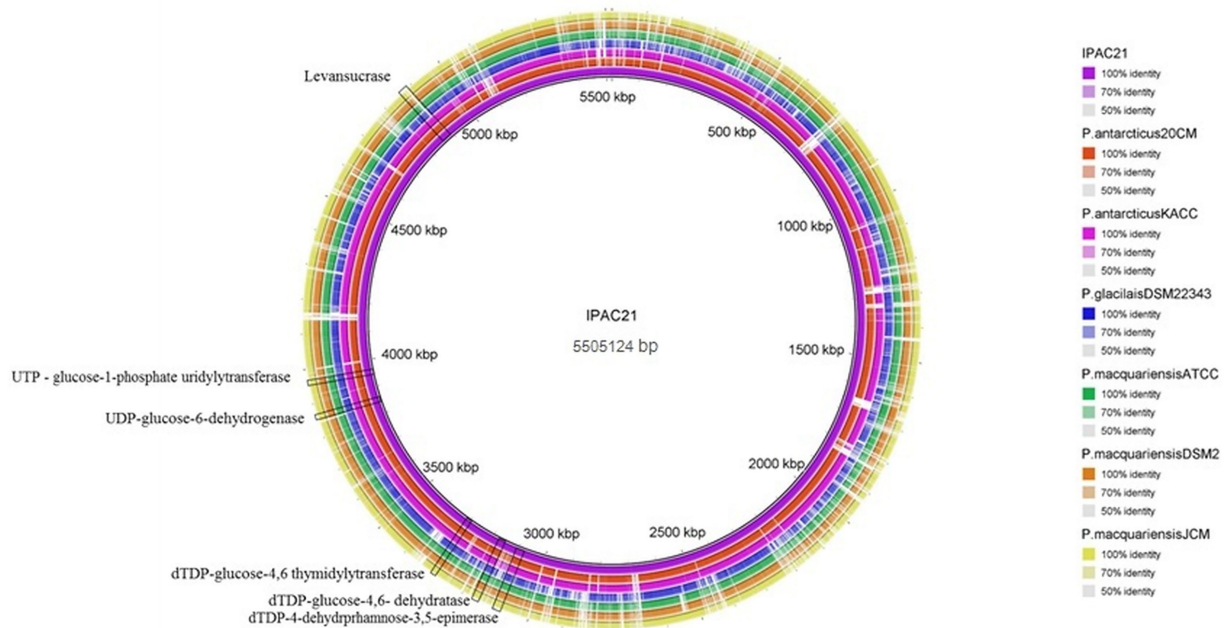 Levansucrase
UTP - glucose-1-phosphate uridylytransferase
UDP-glucose-6-dehydrogenase
dTDP-glucose-4,6 thymidylytransferase
dTDP-glucose-4,6- dehydratase
dTDP-4-dehydrprhamnose-3,5-epimerase
5500 kbp
500 kbp
1000 kbp
1500 kbp
2000 kbp
2500 kbp
3000 kbp
3500 kbp
4000 kbp
4500 kbp
5000 kbp
IPAC21
5505124 bp
IPAC21
100% identity
70% identity
50% identity
P.antarcticus20CM
100% identity
70% identity
50% identity
P.antarcticusKACC
100% identity
70% identity
50% identity
P.glacilaisDSM22343
100% identity
70% identity
50% identity
P.macquariensisATCC
100% identity
70% identity
50% identity
P.macquariensisDSM2
100% identity
70% identity
50% identity
P.macquariensisJCM
100% identity
70% identity
50% identity